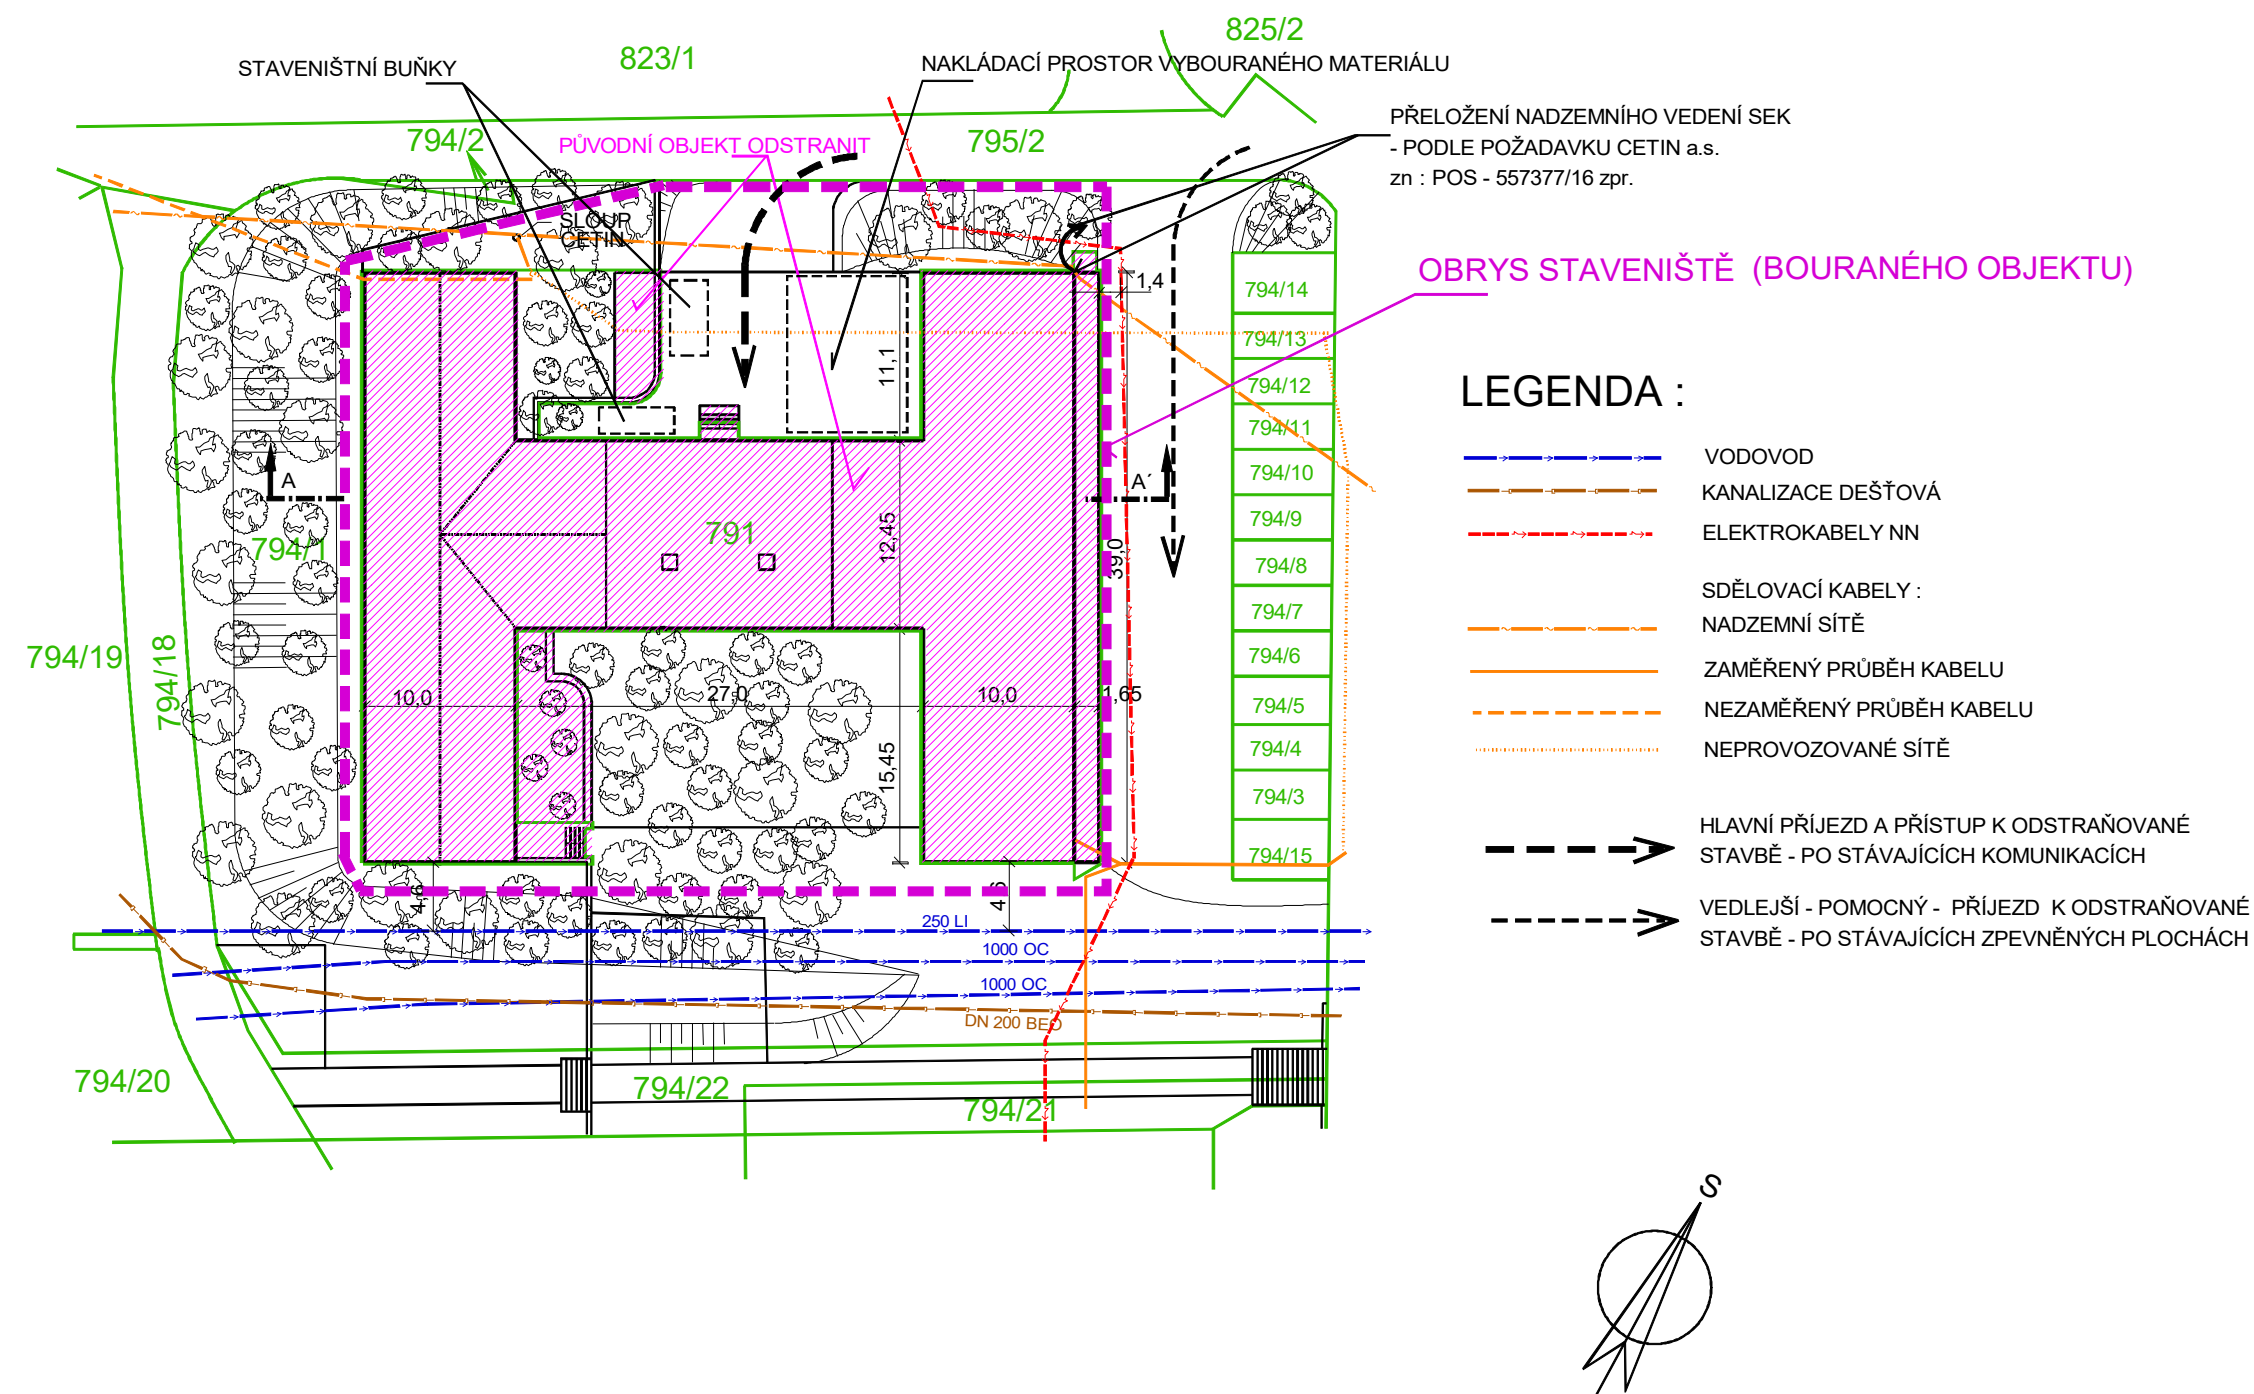 825/2
823/1
STAVENIŠTNÍ BUŇKY
NAKLÁDACÍ PROSTOR VYBOURANÉHO MATERIÁLU
PŘELOŽENÍ NADZEMNÍHO VEDENÍ SEK
- PODLE POŽADAVKU CETIN a.s.
zn : POS - 557377/16 zpr.
794/2
PŮVODNÍ OBJEKT ODSTRANIT
795/2
SLOUP
CETIN
OBRYS STAVENIŠTĚ (BOURANÉHO OBJEKTU)
1,4
794/14
794/13
794/12
794/11
794/10
794/9
794/8
794/7
794/6
794/5
794/4
794/3
794/15
11,1
A
A´
791
12,45
39,0
794/1
794/19
794/18
10,0
27,0
10,0
1,65
15,45
4,6
4,6
250 LI
1000 OC
1000 OC
DN 200 BEO
794/20
794/22
794/21
LEGENDA :
VODOVOD
KANALIZACE DEŠŤOVÁ
ELEKTROKABELY NN
SDĚLOVACÍ KABELY :
NADZEMNÍ SÍTĚ
ZAMĚŘENÝ PRŮBĚH KABELU
NEZAMĚŘENÝ PRŮBĚH KABELU
NEPROVOZOVANÉ SÍTĚ
HLAVNÍ PŘÍJEZD A PŘÍSTUP K ODSTRAŇOVANÉ
STAVBĚ - PO STÁVAJÍCÍCH KOMUNIKACÍCH
VEDLEJŠÍ - POMOCNÝ - PŘÍJEZD K ODSTRAŇOVANÉ
STAVBĚ - PO STÁVAJÍCÍCH ZPEVNĚNÝCH PLOCHÁCH
S